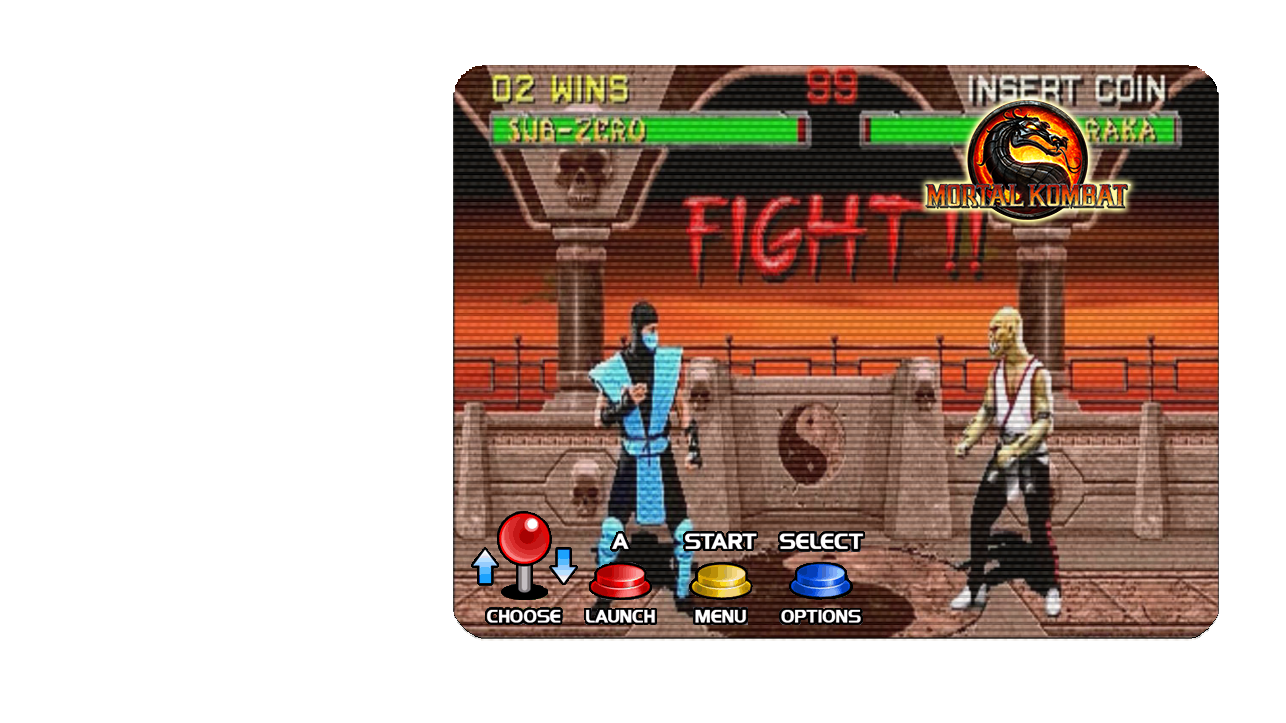 02 WINS
99
INSERT COIN
SUB-ZERO
RAKA
MORTAL KOMBAT
FIGHT !!
A
START
SELECT
CHOOSE
LAUNCH
MENU
OPTIONS